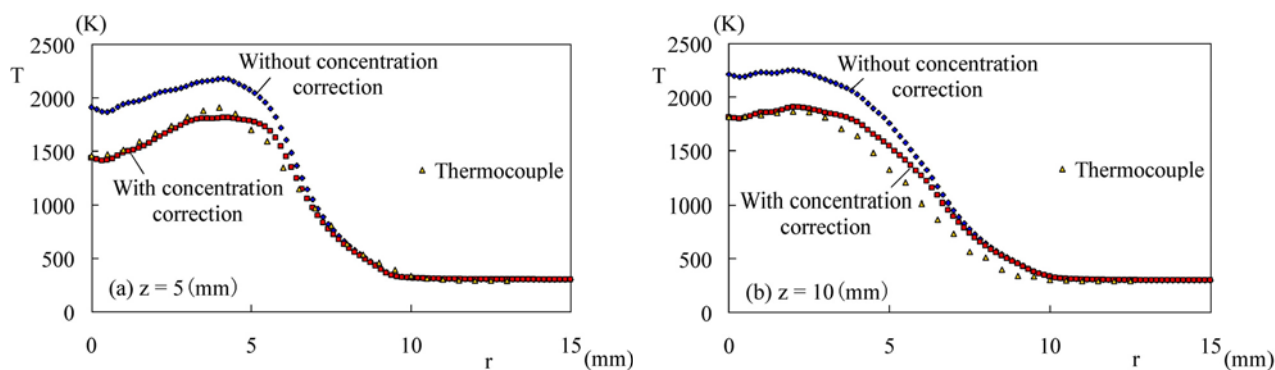 (K)
2500
T
2000
1500
1000
500
0
Without concentration
correction
With concentration
correction
Thermocouple
(a) z = 5 (mm)
0
5
10
15
r
(mm)
(K)
2500
T
2000
1500
1000
500
0
Without concentration
correction
Thermocouple
With concentration
correction
(b) z = 10 (mm)
0
5
10
15
r
(mm)